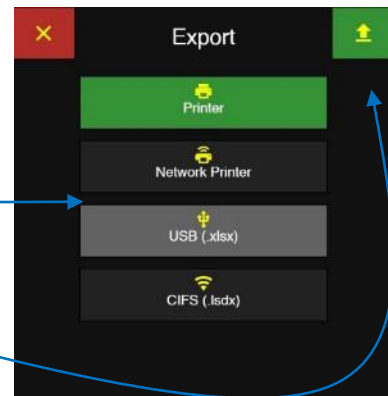 Export
Printer
Network Printer
USB (.xlsx)
CIFS (.lsdx)